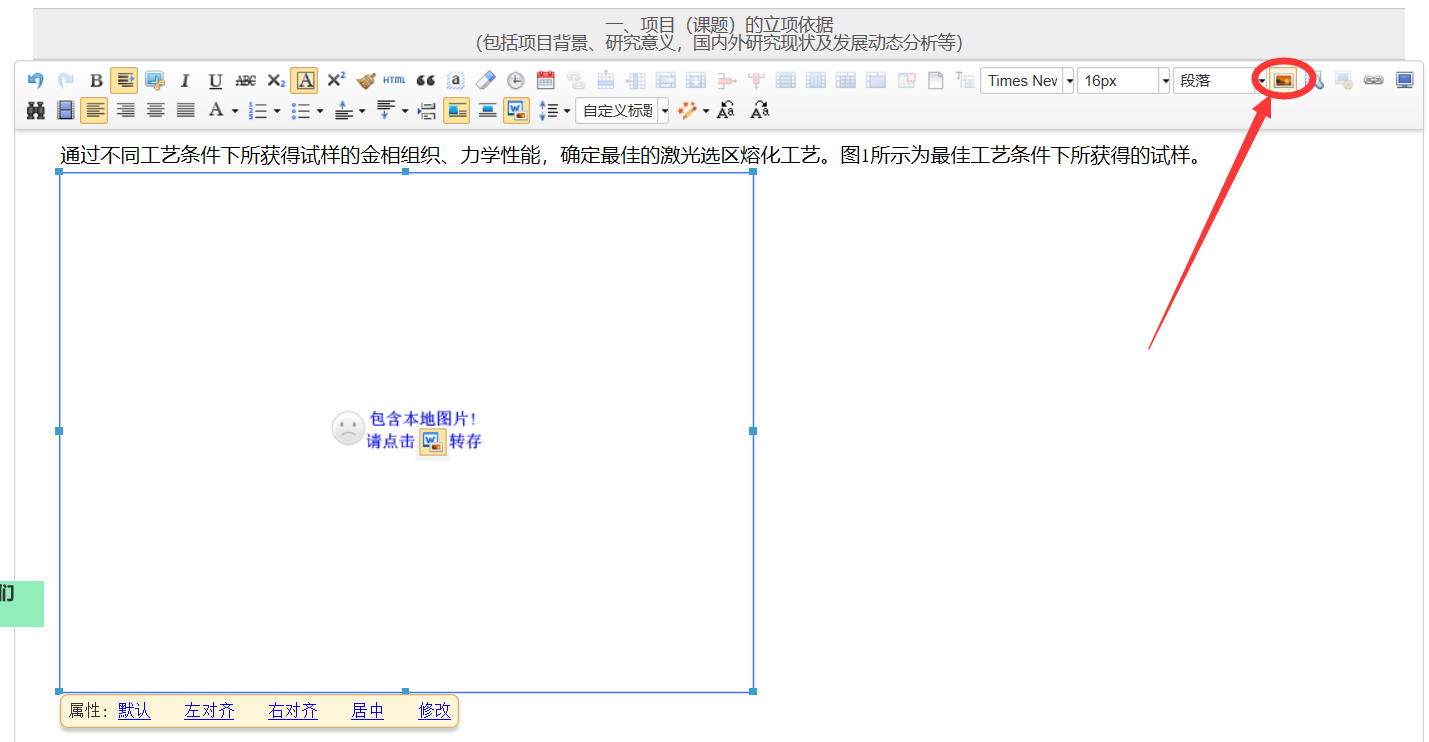 一、项目（课题）的立项依据
(包括项目背景、研究意义，国内外研究现状及发展动态分析等)
B I U ABC X₂ A X² HTML a T Times New 16px 段落
A 自定义标题 Aa Aa
通过不同工艺条件下所获得试样的金相组织、力学性能，确定最佳的激光选区熔化工艺。图1所示为最佳工艺条件下所获得的试样。
包含本地图片！
请点击 W 转存
们
属性： 默认 左对齐 右对齐 居中 修改